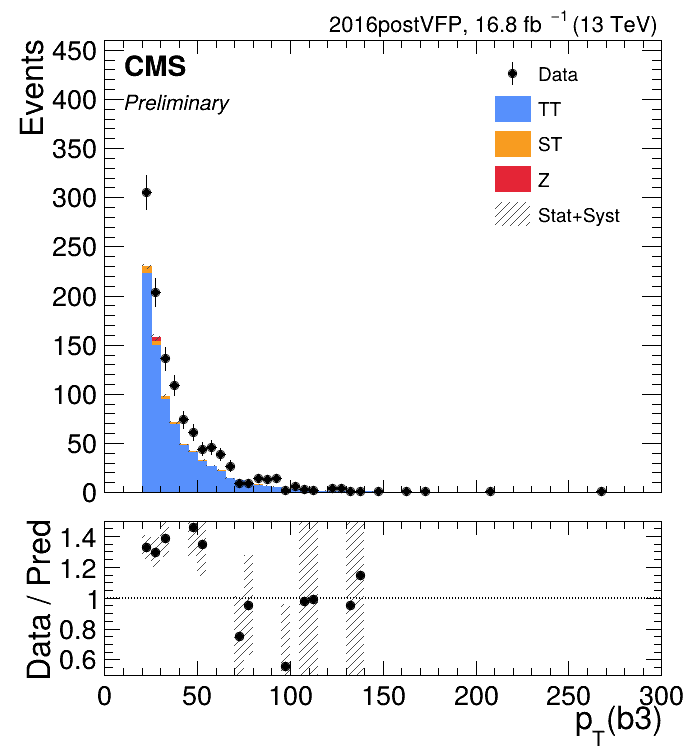 2016postVFP, 16.8 fb ⁻¹ (13 TeV)
Events
450
400
350
300
250
200
150
100
50
0
CMS
Preliminary
Data
TT
ST
Z
Stat+Syst
Data / Pred
1.4
1.2
1
0.8
0.6
0 50 100 150 200 250 300
p_T(b3)